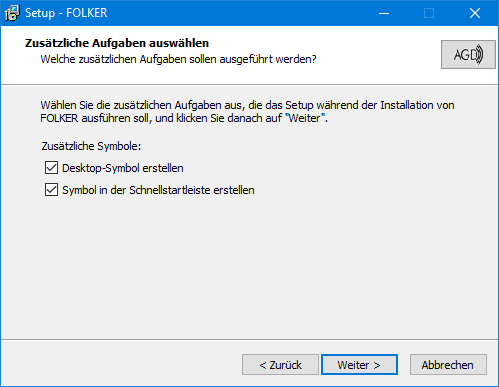 Setup - FOLKER
Zusätzliche Aufgaben auswählen
Welche zusätzlichen Aufgaben sollen ausgeführt werden?
AGD
Wählen Sie die zusätzlichen Aufgaben aus, die das Setup während der Installation von
FOLKER ausführen soll, und klicken Sie danach auf "Weiter".
Zusätzliche Symbole:
Desktop-Symbol erstellen
Symbol in der Schnellstartleiste erstellen
< Zurück
Weiter >
Abbrechen